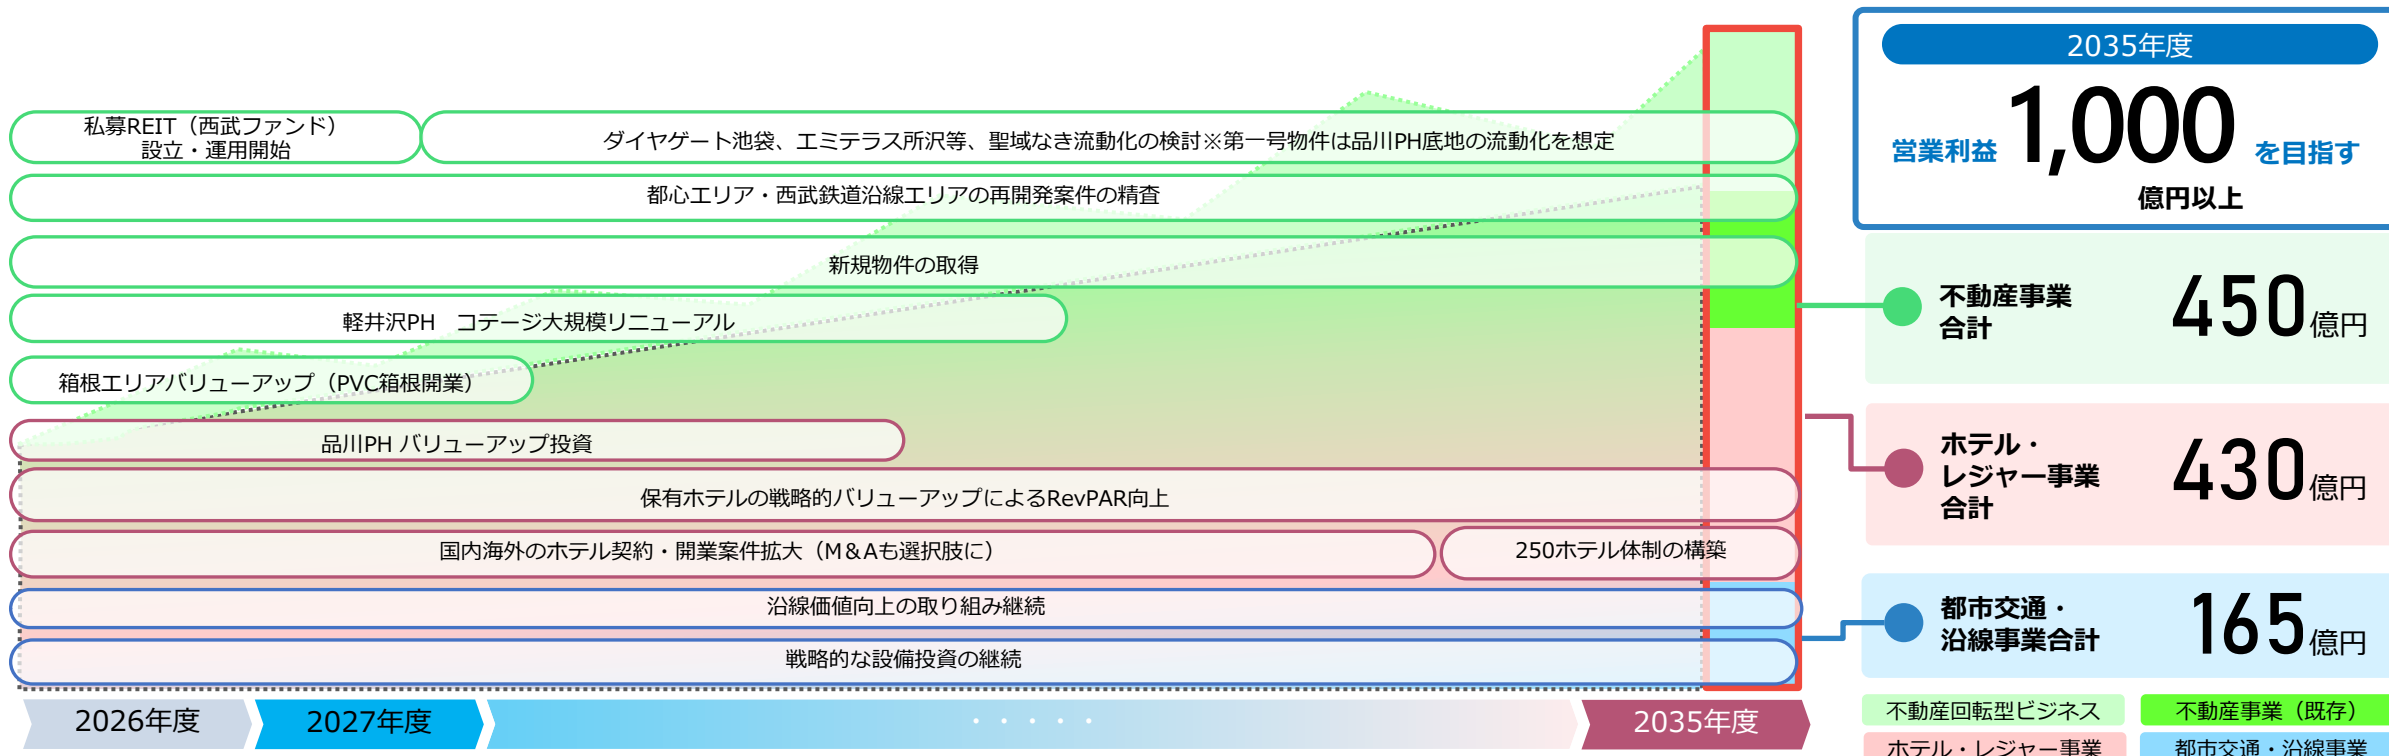 私募REIT（西武ファンド）
設立・運用開始
ダイヤゲート池袋、エミテラス所沢等、聖域なき流動化の検討※第一号物件は品川PH底地の流動化を想定
都心エリア・西武鉄道沿線エリアの再開発案件の精査
新規物件の取得
軽井沢PH　コテージ大規模リニューアル
箱根エリアバリューアップ（PVC箱根開業）
品川PH バリューアップ投資
保有ホテルの戦略的バリューアップによるRevPAR向上
国内海外のホテル契約・開業案件拡大（M＆Aも選択肢に）
250ホテル体制の構築
沿線価値向上の取り組み継続
戦略的な設備投資の継続
2026年度
2027年度
・・・・・
2035年度
2035年度
営業利益 1,000 を目指す
億円以上
不動産事業
合計
450億円
ホテル・
レジャー事業
合計
430億円
都市交通・
沿線事業合計
165億円
不動産回転型ビジネス
不動産事業（既存）
ホテル・レジャー事業
都市交通・沿線事業